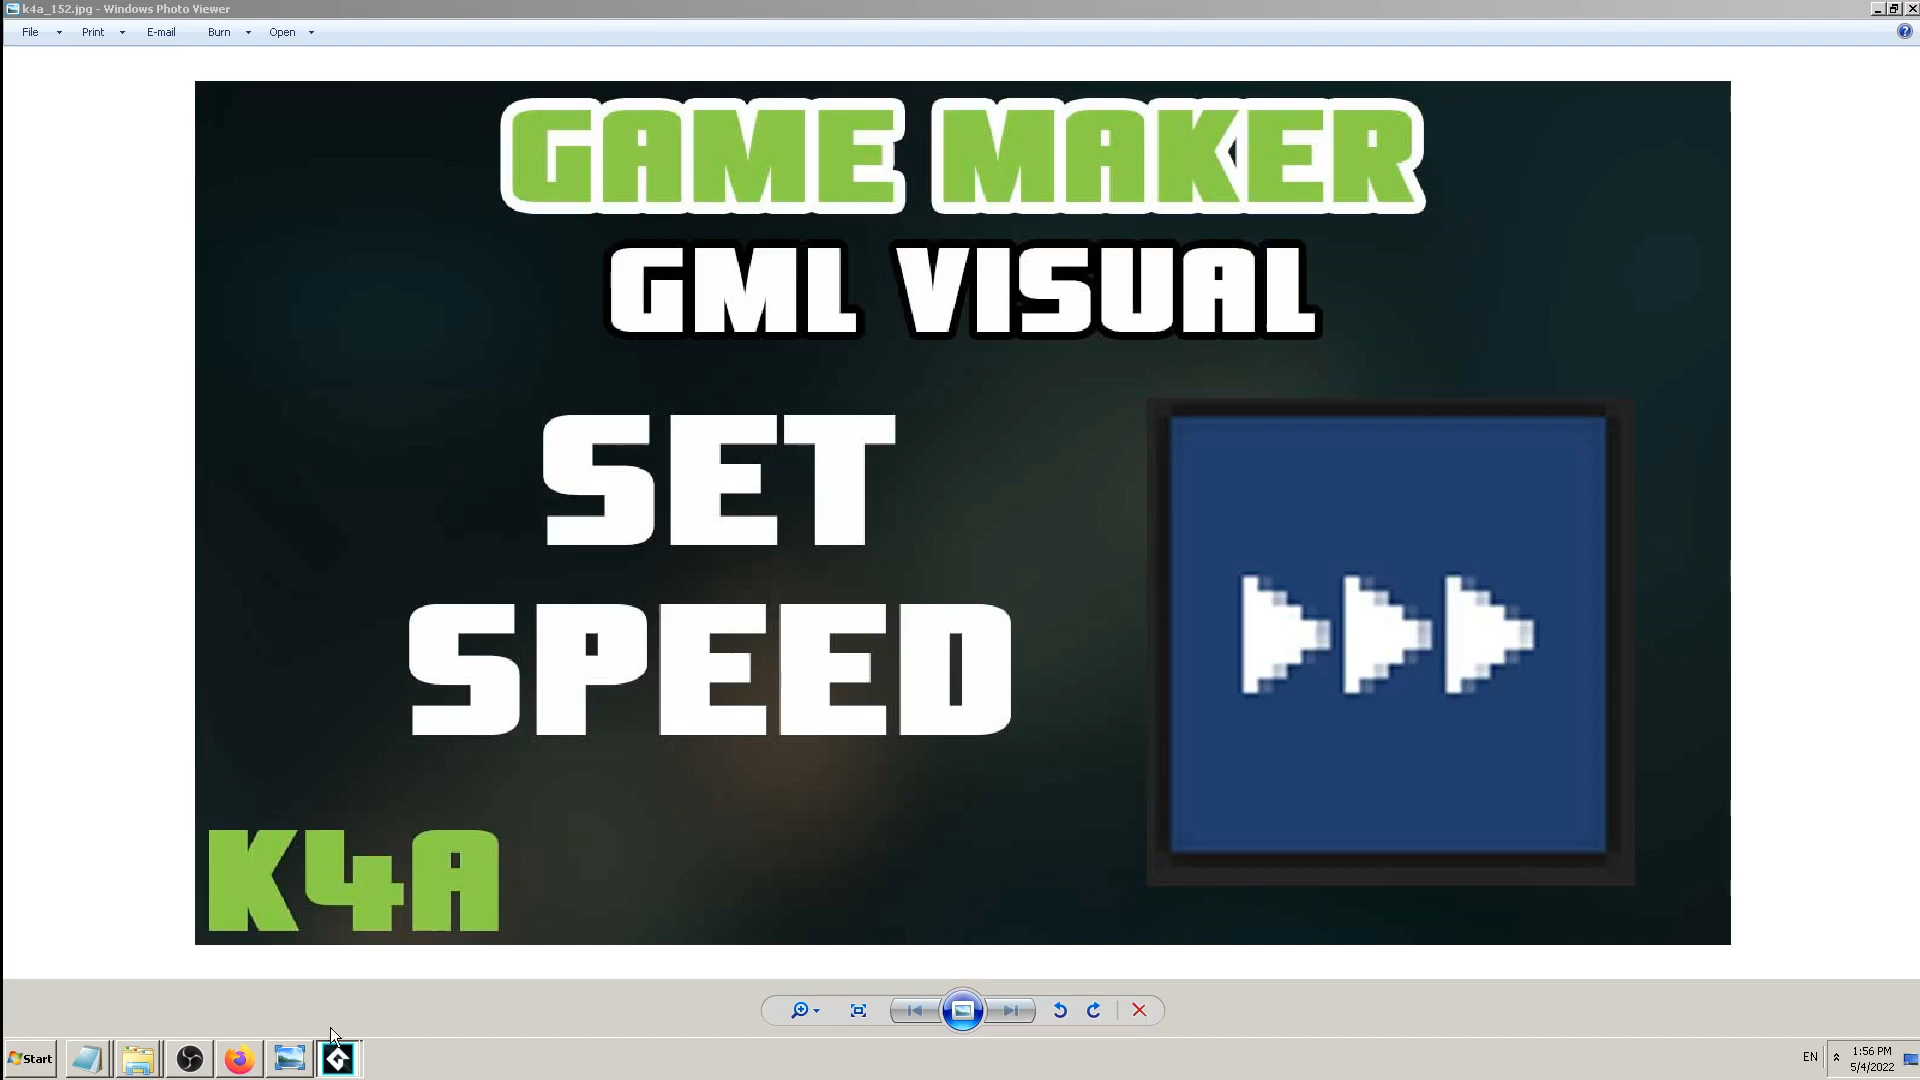 k4a_152.jpg - Windows Photo Viewer
File Print E-mail Burn Open
GAME MAKER
GML VISUAL
SET
SPEED
K4A
Start
EN
1:56 PM
5/4/2022